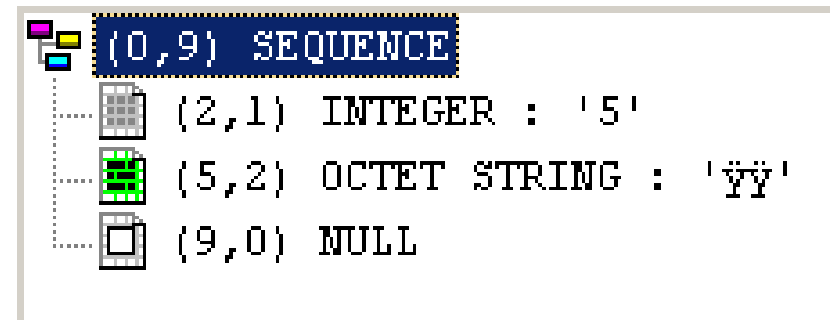 (0,9) SEQUENCE
(2,1) INTEGER : '5'
(5,2) OCTET STRING : 'ÿÿ'
(9,0) NULL